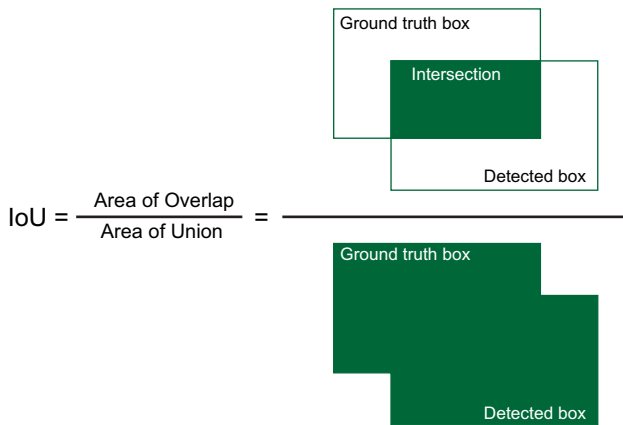 Ground truth box
Intersection
Detected box
IoU = Area of Overlap / Area of Union =
Ground truth box
Detected box